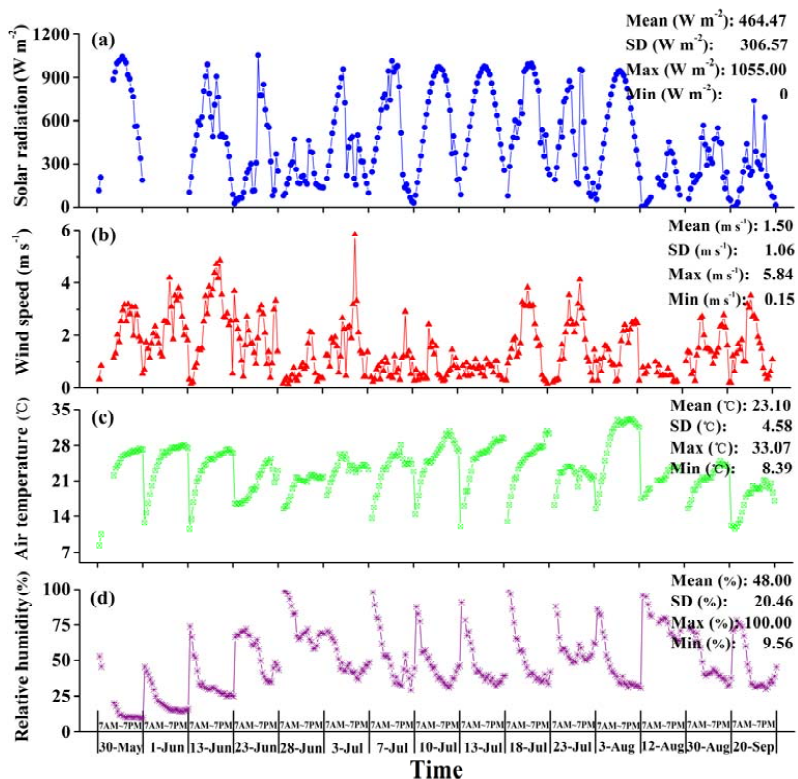 (a)
Mean (W m-2): 464.47
SD (W m-2): 306.57
Max (W m-2): 1055.00
Min (W m-2): 0
Solar radiation (W m-2)
1200
900
600
300
0
(b)
Mean (m s-1): 1.50
SD (m s-1): 1.06
Max (m s-1): 5.84
Min (m s-1): 0.15
Wind speed (m s-1)
6
4
2
0
(c)
Mean (℃): 23.10
SD (℃): 4.58
Max (℃): 33.07
Min (℃): 8.39
Air temperature (℃)
35
28
21
14
7
(d)
Mean (%): 48.00
SD (%): 20.46
Max (%): 100.00
Min (%): 9.56
Relative humidity(%)
100
75
50
25
0
7AM~7PM 7AM~7PM 7AM~7PM 7AM~7PM 7AM~7PM 7AM~7PM 7AM~7PM 7AM~7PM 7AM~7PM 7AM~7PM 7AM~7PM 7AM~7PM 7AM~7PM 7AM~7PM 7AM~7PM
30-May 1-Jun 13-Jun 23-Jun 28-Jun 3-Jul 7-Jul 10-Jul 13-Jul 18-Jul 23-Jul 3-Aug 12-Aug 30-Aug 20-Sep
Time